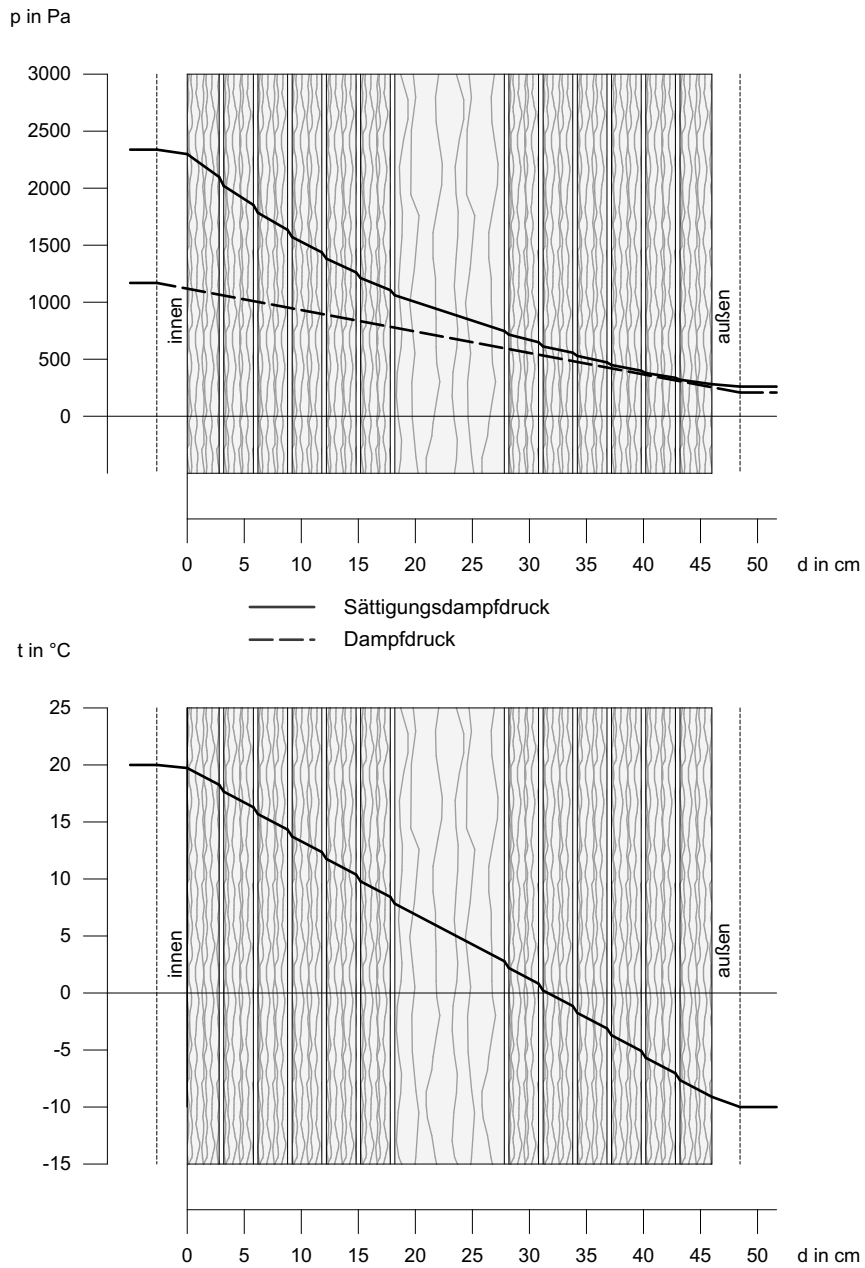 p in Pa
3000
2500
2000
1500
1000
500
0
innen
außen
0 5 10 15 20 25 30 35 40 45 50 d in cm
Sättigungsdampfdruck
Dampfdruck
t in °C
25
20
15
10
5
0
-5
-10
-15
innen
außen
0 5 10 15 20 25 30 35 40 45 50 d in cm